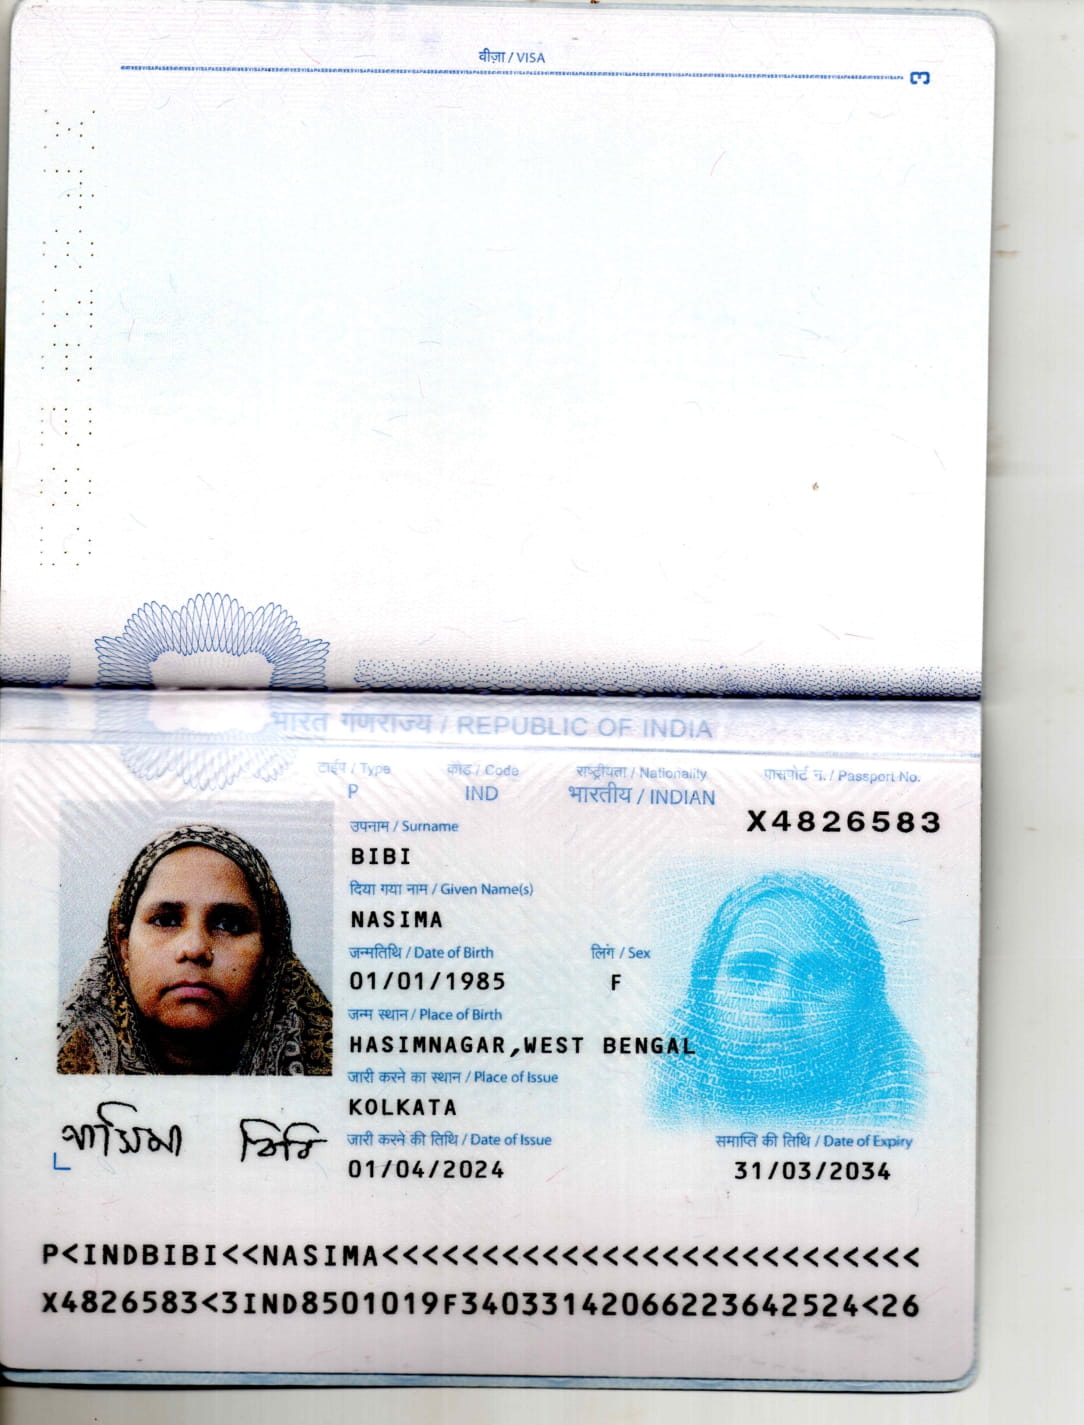 वीज़ा / VISA
3
भारत गणराज्य / REPUBLIC OF INDIA
टाईप / Type कोड / Code राष्ट्रीयता / Nationality पासपोर्ट न. / Passport No.
P IND भारतीय / INDIAN X4826583
उपनाम / Surname
BIBI
दिया गया नाम / Given Name(s)
NASIMA
जन्मतिथि / Date of Birth लिंग / Sex
01/01/1985 F
जन्म स्थान / Place of Birth
HASIMNAGAR,WEST BENGAL
जारी करने का स्थान / Place of Issue
KOLKATA
जारी करने की तिथि / Date of Issue समाप्ति की तिथि / Date of Expiry
01/04/2024 31/03/2034
P<INDBIBI<<NASIMA<<<<<<<<<<<<<<<<<<<<<<<<<<<
X4826583<3IND8501019F34033142066223642524<26